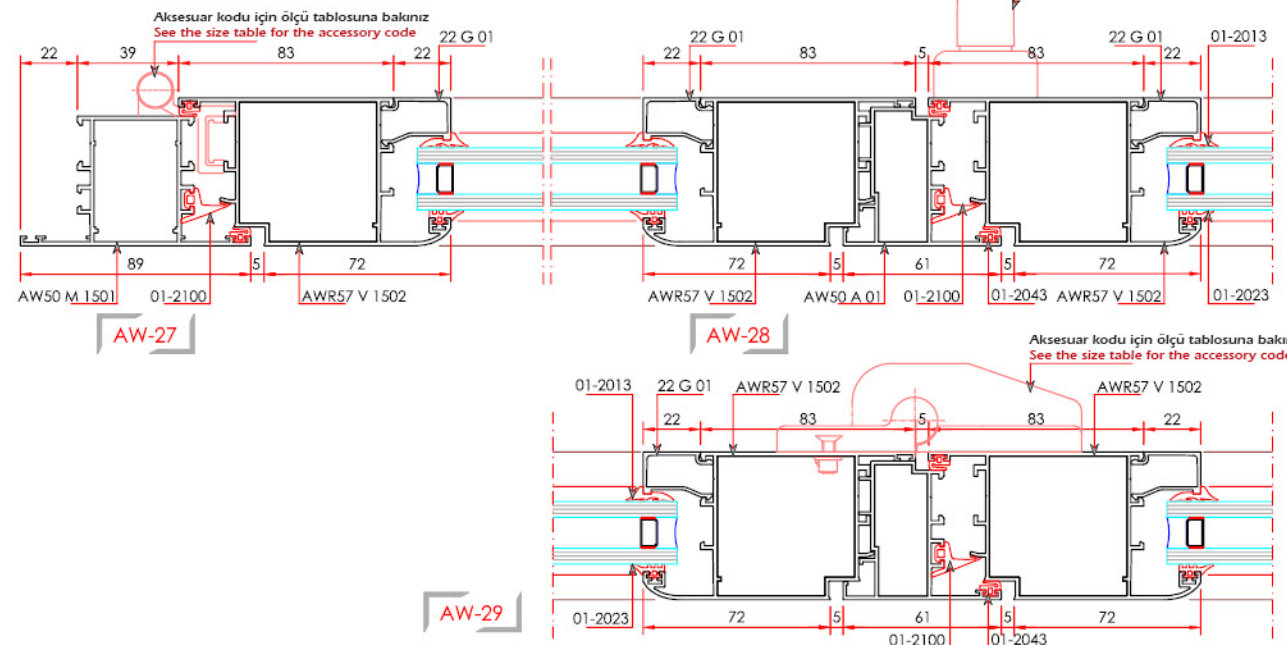 Aksesuar kodu için ölçü tablosuna bakınız
See the size table for the accessory code
22 39 83 22 22 G 01
22 G 01 22 83 5 83 22 G 01 22 01-2013
89 5 72
AW50 M 1501 01-2100 AWR57 V 1502
AW-27
72 5 61 5 72
AWR57 V 1502 AW50 A 01 01-2100 01-2043 AWR57 V 1502 01-2023
AW-28
Aksesuar kodu için ölçü tablosuna
See the size table for the accessory code
01-2013 22 G 01 AWR57 V 1502 AWR57 V 1502
22 83 5 83 22
AW-29
01-2023 72 5 61 5 72
01-2100 01-2043